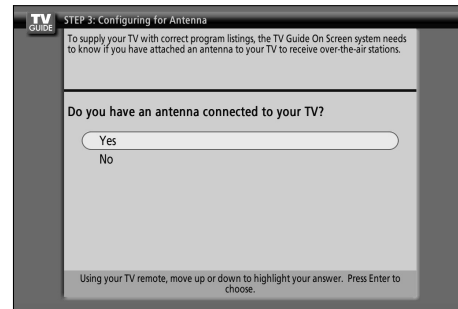 TV
GUIDE
STEP 3: Configuring for Antenna
To supply your TV with correct program listings, the TV Guide On Screen system needs
to know if you have attached an antenna to your TV to receive over-the-air stations.
Do you have an antenna connected to your TV?
Yes
No
Using your TV remote, move up or down to highlight your answer. Press Enter to
choose.